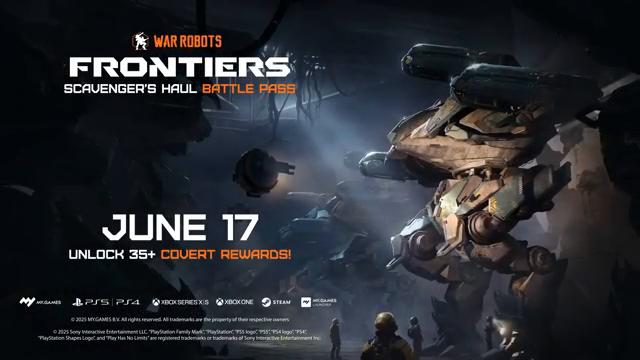 WAR ROBOTS
FRONTIERS
SCAVENGER'S HAUL BATTLE PASS
JUNE 17
UNLOCK 35+ COVERT REWARDS!
MY.GAMES PS5 | PS4 XBOX SERIES X|S XBOX ONE STEAM MY.GAMES LAUNCHER
© 2025 MY.GAMES B.V. All rights reserved. All trademarks are the property of their respective owners
© 2025 Sony Interactive Entertainment LLC. "PlayStation Family Mark", "PlayStation", "PS5 logo", "PS5", "PS4 logo", "PS4",
"PlayStation Shapes Logo", and "Play Has No Limits" are registered trademarks or trademarks of Sony Interactive Entertainment Inc.